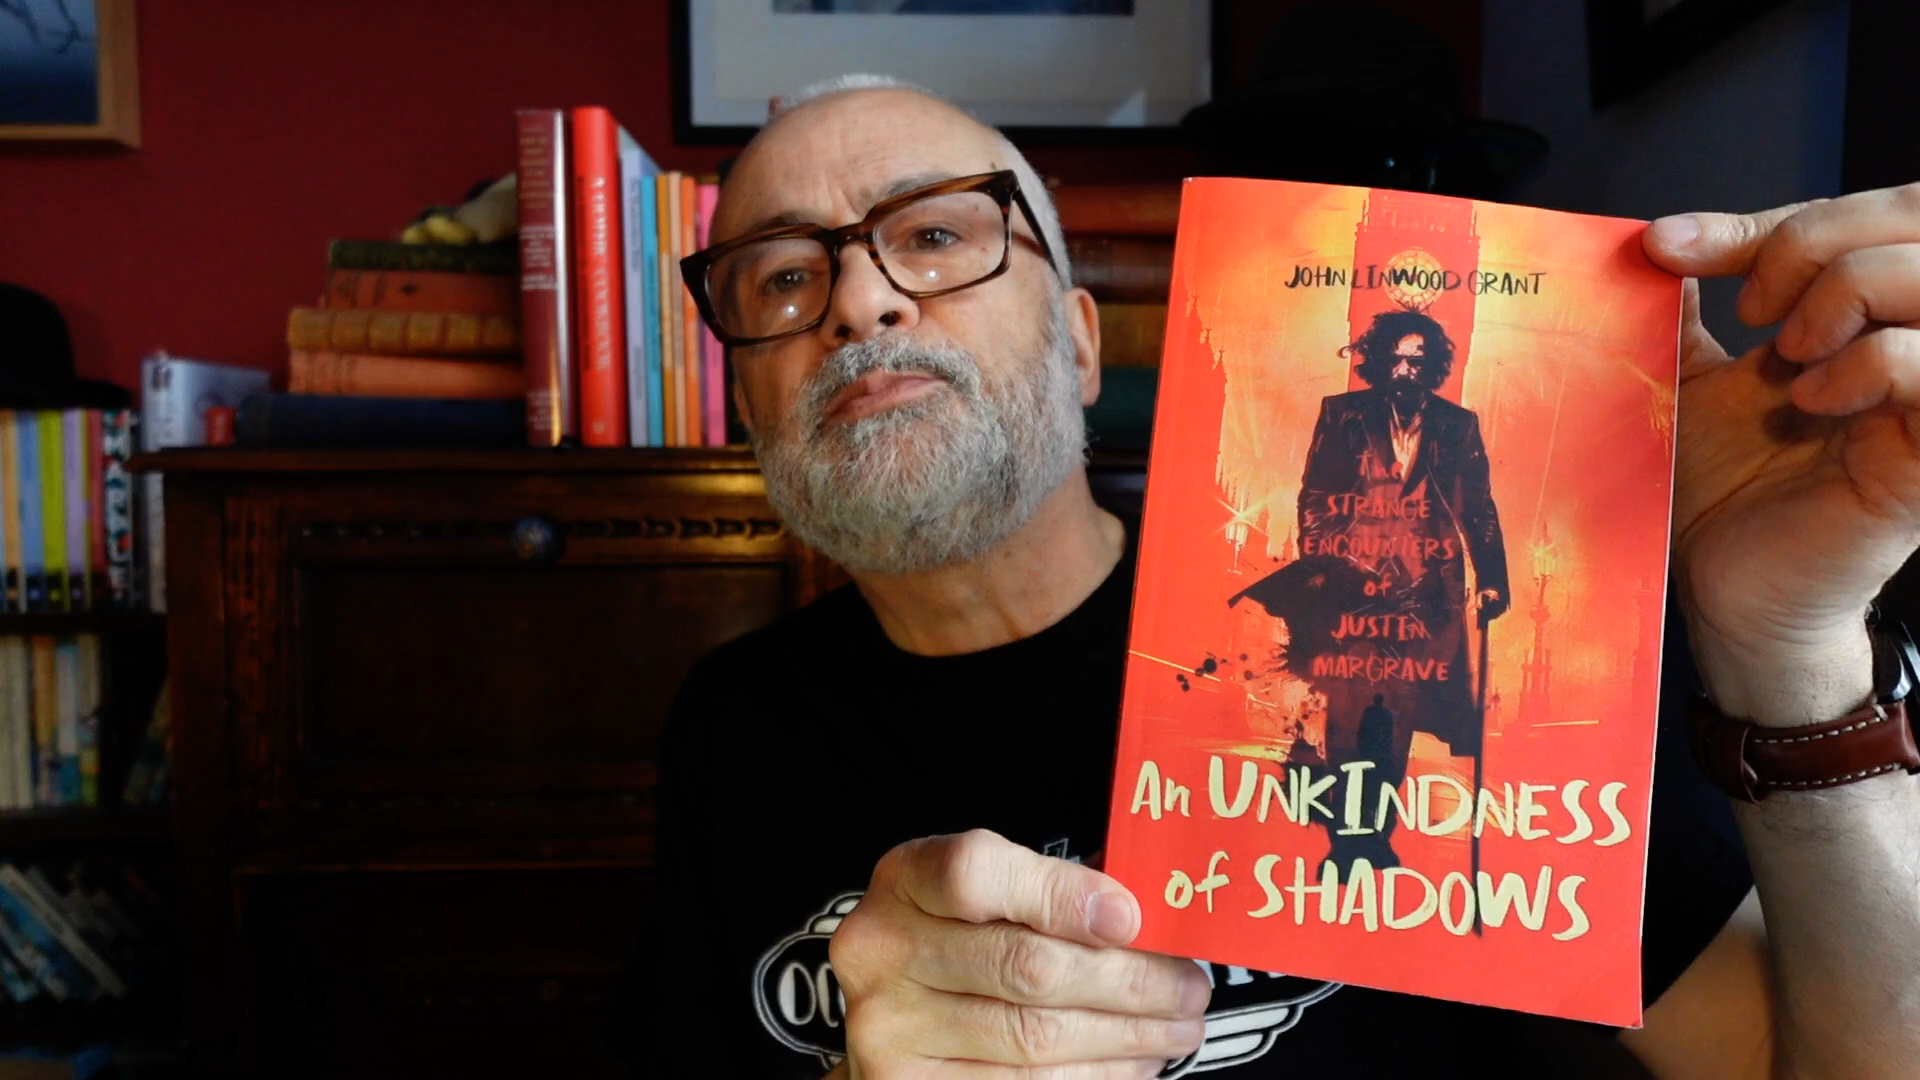 JOHN LINWOOD GRANT
The
STRANGE
ENCOUNTERS
of
JUSTIN
MARGRAVE
An UNKINDNESS
of SHADOWS